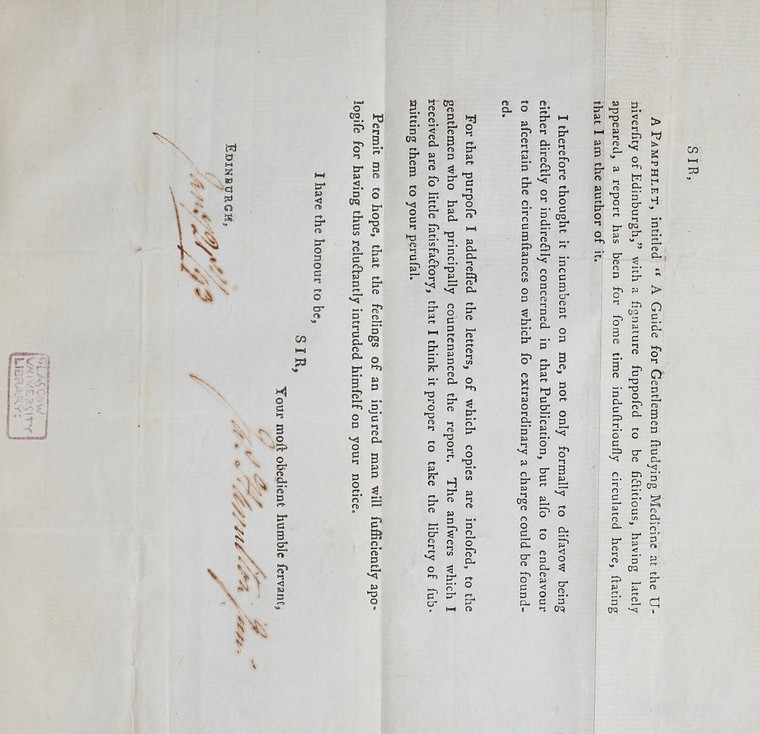 SIR,
A PAMPHLET, intitled “ A Guide for Gentlemen ſtudying Medicine at the U-
niverſity of Edinburgh,” with a ſignature ſuppoſed to be fictitious, having lately
appeared, a report has been for ſome time induſtriouſly circulated here, ſtating
that I am the author of it.
I therefore thought it incumbent on me, not only formally to diſavow being
either directly or indirectly concerned in that Publication, but alſo to endeavour
to aſcertain the circumſtances on which ſo extraordinary a charge could be found-
ed.
For that purpoſe I addreſſed the letters, of which copies are incloſed, to the
gentlemen who had principally countenanced the report. The anſwers which I
received are ſo little ſatisfactory, that I think it proper to take the liberty of ſub-
mitting them to your peruſal.
Permit me to hope, that the feelings of an injured man will ſufficiently apo-
logiſe for having thus reluctantly intruded himſelf on your notice.
I have the honour to be,
SIR,
Your moſt obedient humble ſervant,
Hamilton Jun.
EDINBURGH,
93
GLASGOW
UNIVERSITY
LIBRARY: